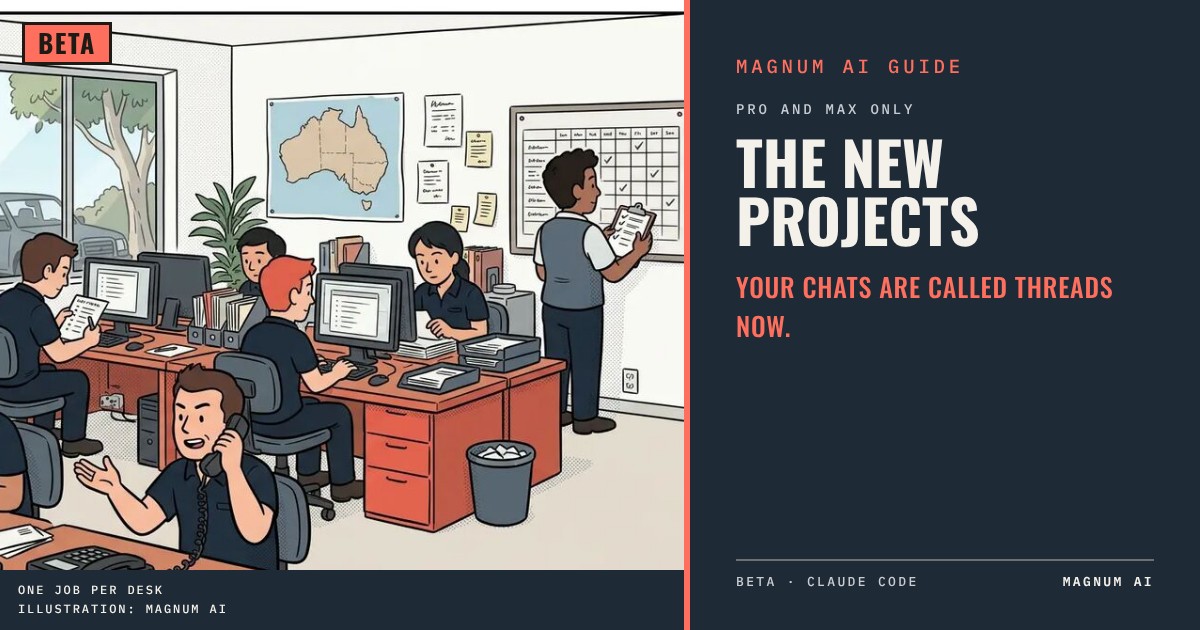 BETA
MAGNUM AI GUIDE
PRO AND MAX ONLY
THE NEW
PROJECTS
YOUR CHATS ARE CALLED THREADS
NOW.
BETA · CLAUDE CODE
MAGNUM AI
ONE JOB PER DESK
ILLUSTRATION: MAGNUM AI